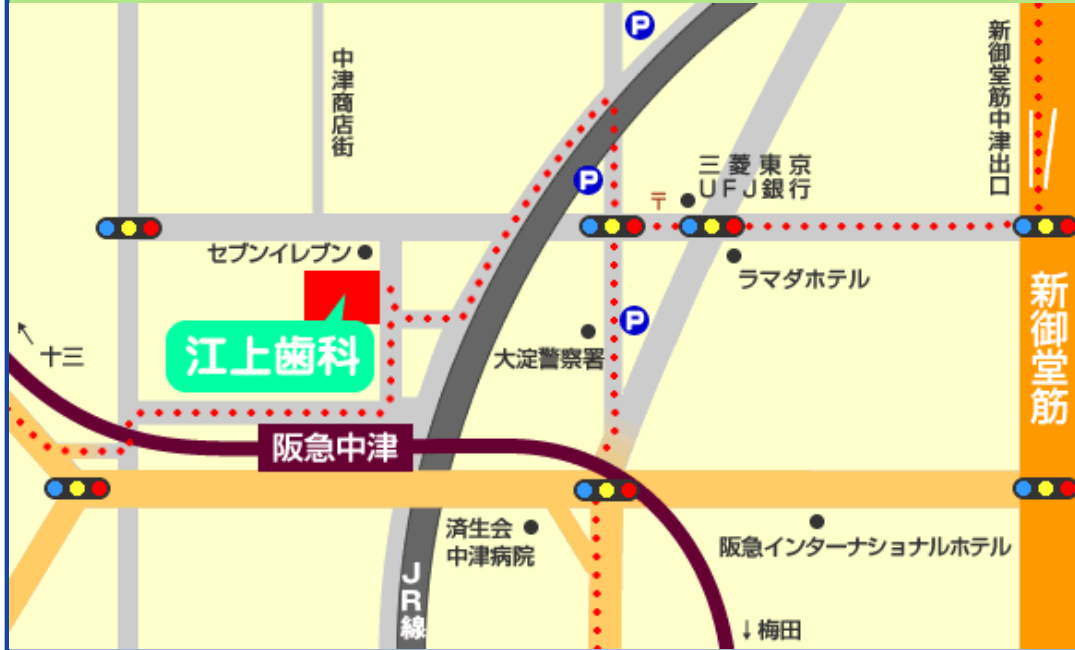 P
中津商店街
新御堂筋中津出口
P
三菱東京
UFJ銀行
〒
セブンイレブン
ラマダホテル
新御堂筋
江上歯科
P
大淀警察署
↖
十三
阪急中津
済生会
中津病院
阪急インターナショナルホテル
JR線
↓梅田